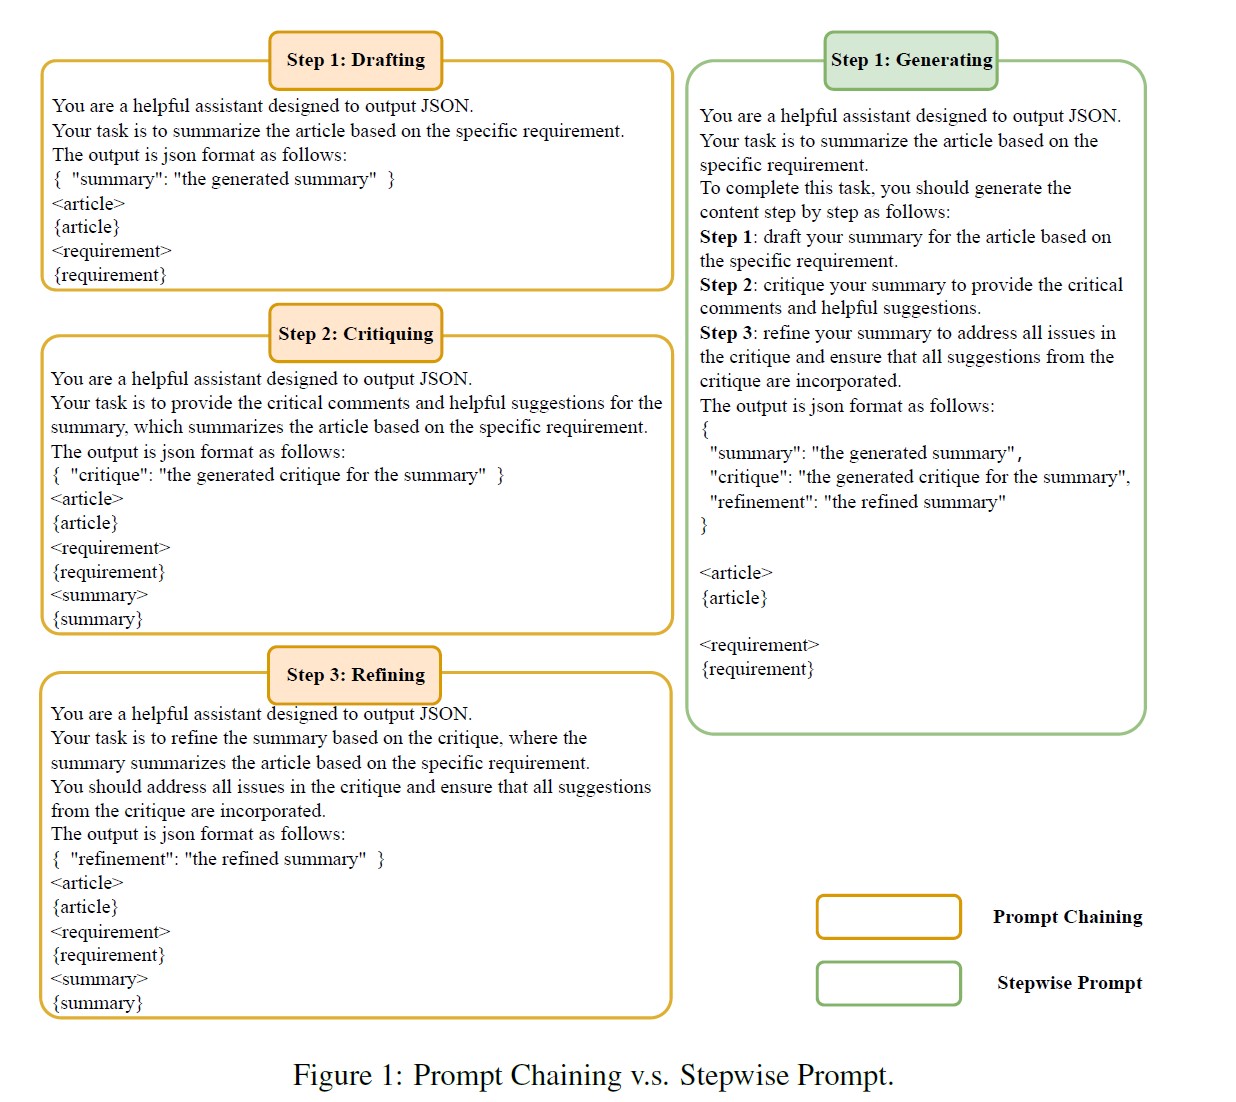 Step 1: Drafting
You are a helpful assistant designed to output JSON.
Your task is to summarize the article based on the specific requirement.
The output is json format as follows:
{ "summary": "the generated summary" }
<article>
{article}
<requirement>
{requirement}
Step 2: Critiquing
You are a helpful assistant designed to output JSON.
Your task is to provide the critical comments and helpful suggestions for the
summary, which summarizes the article based on the specific requirement.
The output is json format as follows:
{ "critique": "the generated critique for the summary" }
<article>
{article}
<requirement>
{requirement}
<summary>
{summary}
Step 3: Refining
You are a helpful assistant designed to output JSON.
Your task is to refine the summary based on the critique, where the
summary summarizes the article based on the specific requirement.
You should address all issues in the critique and ensure that all suggestions
from the critique are incorporated.
The output is json format as follows:
{ "refinement": "the refined summary" }
<article>
{article}
<requirement>
{requirement}
<summary>
{summary}
Step 1: Generating
You are a helpful assistant designed to output JSON.
Your task is to summarize the article based on the
specific requirement.
To complete this task, you should generate the
content step by step as follows:
Step 1: draft your summary for the article based on
the specific requirement.
Step 2: critique your summary to provide the critical
comments and helpful suggestions.
Step 3: refine your summary to address all issues in
the critique and ensure that all suggestions from the
critique are incorporated.
The output is json format as follows:
{
"summary": "the generated summary",
"critique": "the generated critique for the summary",
"refinement": "the refined summary"
}
<article>
{article}
<requirement>
{requirement}
Prompt Chaining
Stepwise Prompt
Figure 1: Prompt Chaining v.s. Stepwise Prompt.